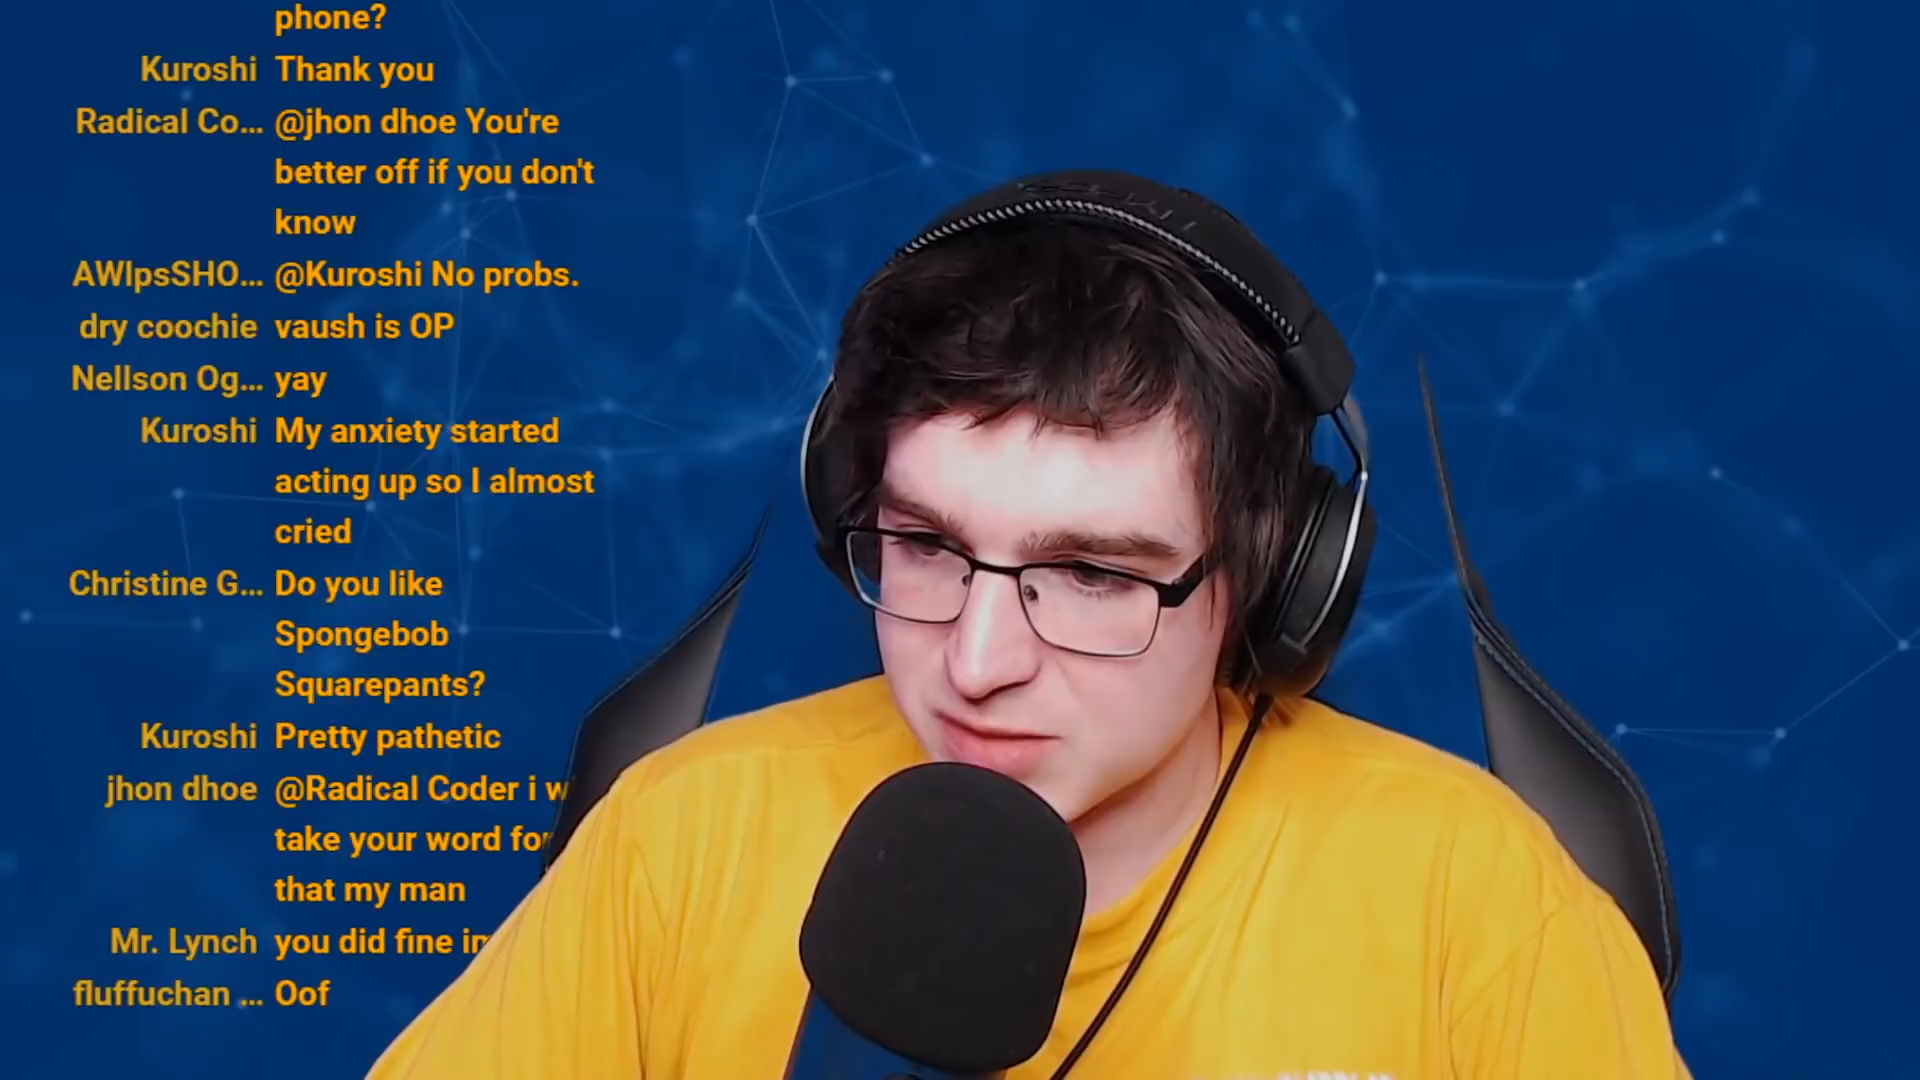 phone?
Kuroshi Thank you
Radical Co... @jhon dhoe You're
better off if you don't
know
AWIpsSHO... @Kuroshi No probs.
dry coochie vaush is OP
Nellson Og... yay
Kuroshi My anxiety started
acting up so I almost
cried
Christine G... Do you like
Spongebob
Squarepants?
Kuroshi Pretty pathetic
jhon dhoe @Radical Coder i
take your word for
that my man
Mr. Lynch you did fine
fluffuchan ... Oof